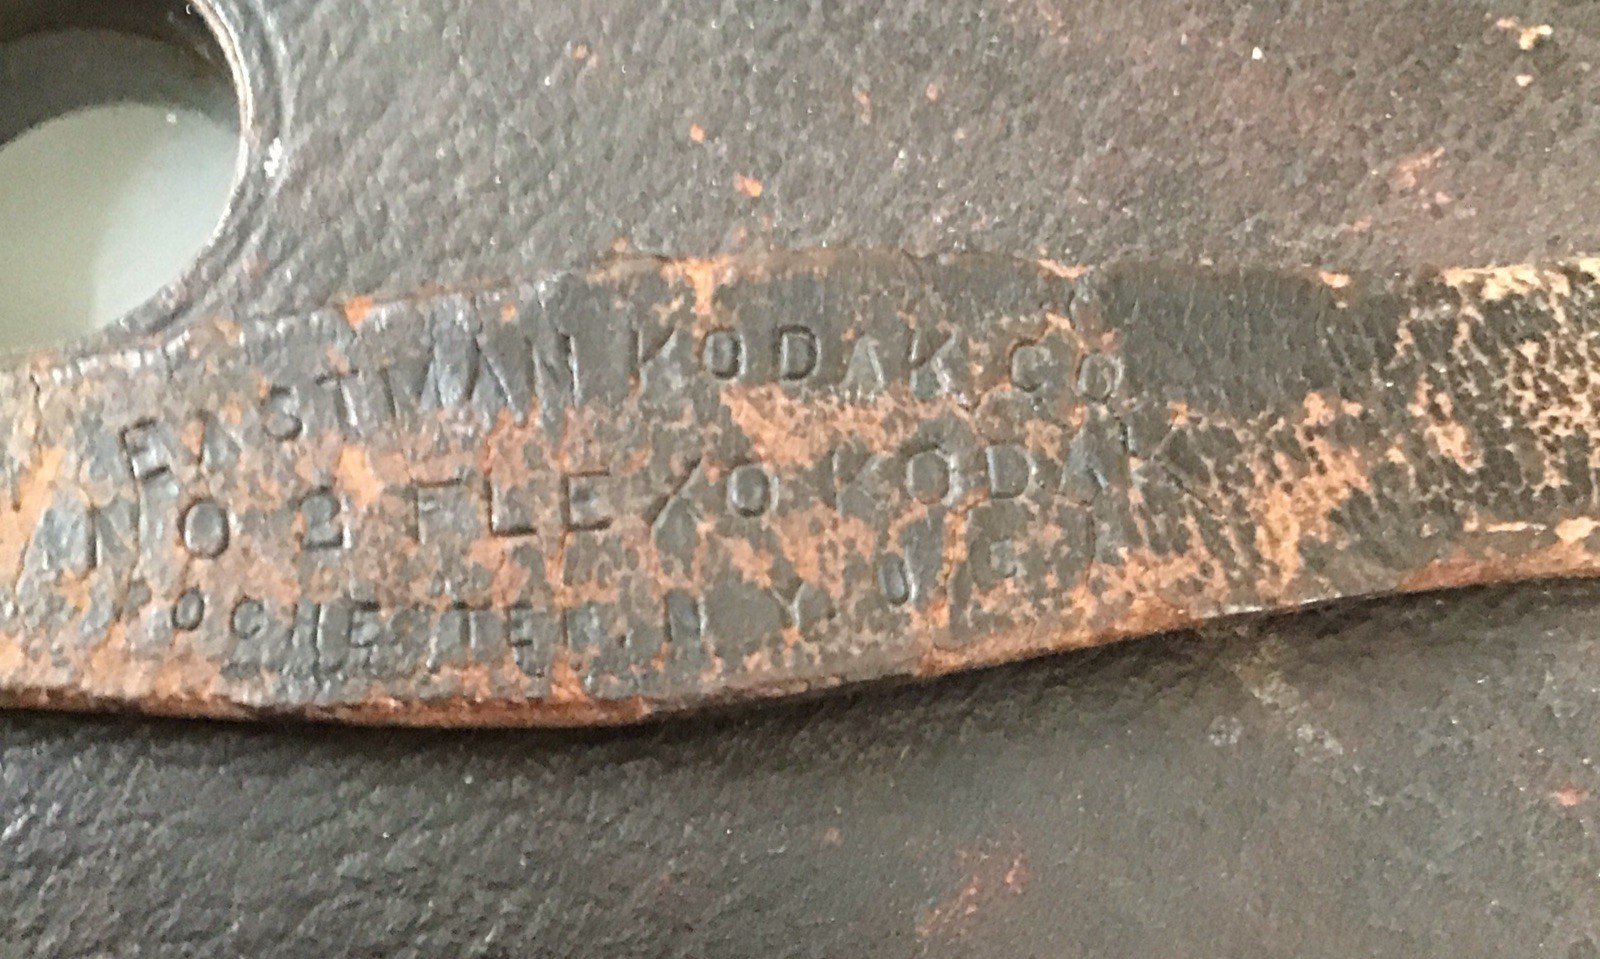 EASTMAN KODAK CO
NO 2 FLEXO KODAK
ROCHESTER, N.Y.